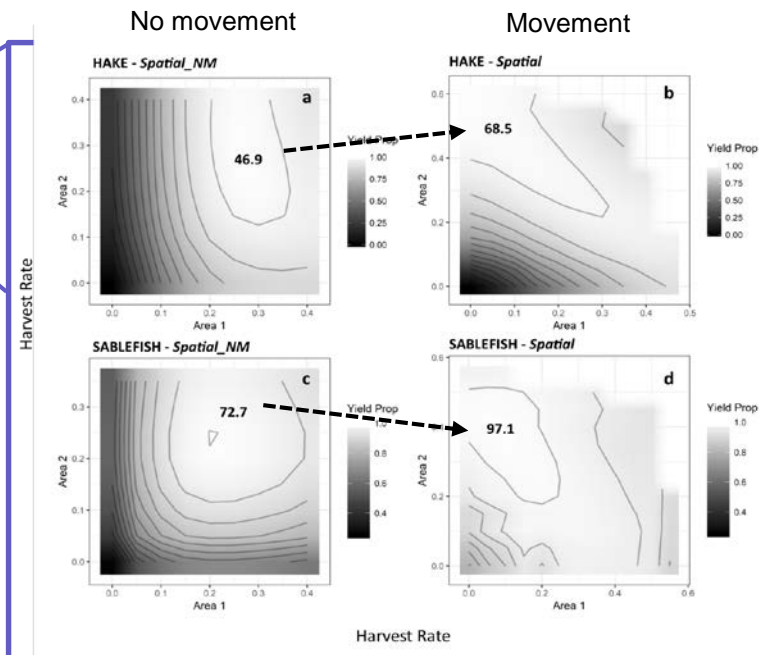 No movement
Movement
HAKE - Spatial_NM
HAKE - Spatial
a
b
46.9
68.5
Yield Prop
1.00
0.75
0.50
0.25
0.00
Yield Prop
1.00
0.75
0.50
0.25
0.00
Area 2
0.4
0.3
0.2
0.1
0.0
0.0 0.1 0.2 0.3 0.4
Area 1
Area 2
0.6
0.4
0.2
0.0
0.0 0.1 0.2 0.3 0.4 0.5
Area 1
Harvest Rate
SABLEFISH - Spatial_NM
SABLEFISH - Spatial
c
d
72.7
97.1
Yield Prop
1.0
0.8
0.6
0.4
Yield Prop
1.0
0.8
0.6
0.4
Area 2
0.3
0.2
0.1
0.0
0.0 0.1 0.2 0.3 0.4
Area 1
Area 2
0.6
0.2
0.0
0.0 0.2 0.4 0.6
Area 1
Harvest Rate